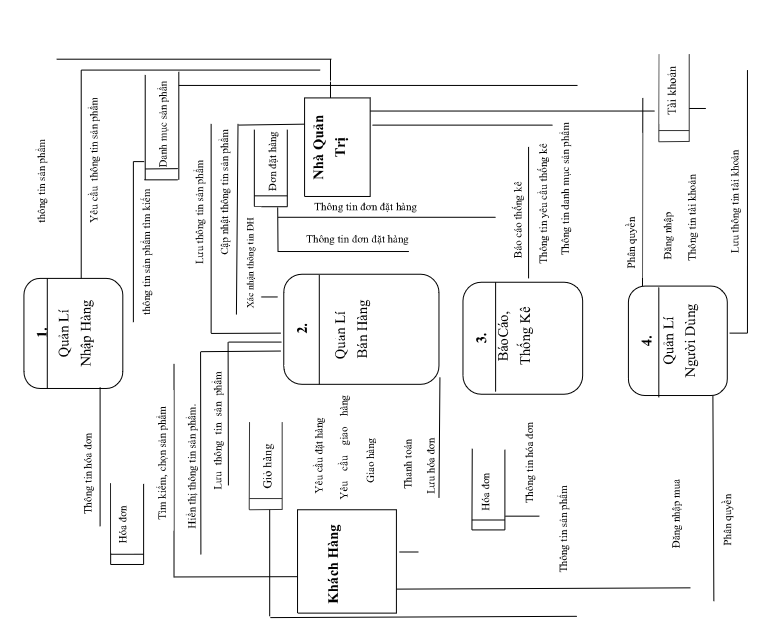 thông tin sản phẩm
Yêu cầu thông tin sản phẩm
Danh mục sản phẩm
thông tin sản phẩm tìm kiếm
Lưu thông tin sản phẩm
Cập nhật thông tin sản phẩm
Đơn đặt hàng
Xác nhận thông tin ĐH
Nhà Quản
Trị
Thông tin đơn đặt hàng
Thông tin đơn đặt hàng
Báo cáo thống kê
Thông tin yêu cầu thống kê
Thông tin danh mục sản phẩm
Tài khoản
Phân quyền
Đăng nhập
Thông tin tài khoản
Lưu thông tin tài khoản
1.
Quản Lí
Nhập Hàng
2.
Quản Lí
Bán Hàng
3.
BáoCáo,
Thống Kê
4.
Quản Lí
Người Dùng
Thông tin hóa đơn
Hóa đơn
Tìm kiếm, chọn sản phẩm
Hiển thị thông tin sản phẩm.
Lưu thông tin sản phẩm
Giỏ hàng
Yêu cầu đặt hàng
Yêu cầu giao hàng
Giao hàng
Thanh toán
Lưu hóa đơn
Khách Hàng
Hóa đơn
Thông tin hóa đơn
Thông tin sản phẩm
Đăng nhập mua
Phân quyền